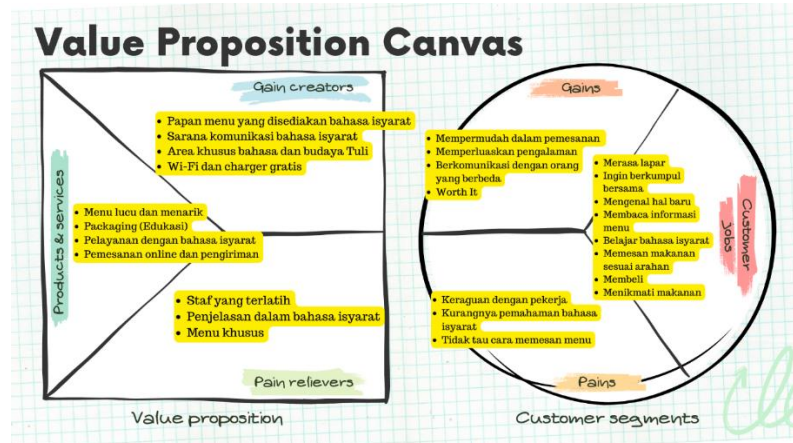 Value Proposition Canvas
Gain creators
• Papan menu yang disediakan bahasa isyarat
• Sarana komunikasi bahasa isyarat
• Area khusus bahasa dan budaya Tuli
• Wi-Fi dan charger gratis
Products & services
• Menu lucu dan menarik
• Packaging (Edukasi)
• Pelayanan dengan bahasa isyarat
• Pemesanan online dan pengiriman
• Staf yang terlatih
• Penjelasan dalam bahasa isyarat
• Menu khusus
Pain relievers
Value proposition
Gains
• Mempermudah dalam pemesanan
• Memperluaskan pengalaman
• Berkomunikasi dengan orang
yang berbeda
• Worth It
• Merasa lapar
• Ingin berkumpul
bersama
• Mengenal hal baru
• Membaca informasi
menu
• Belajar bahasa isyarat
• Memesan makanan
sesuai arahan
• Membeli
• Menikmati makanan
Customer
jobs
• Keraguan dengan pekerja
• Kurangnya pemahaman bahasa
isyarat
• Tidak tau cara memesan menu
Pains
Customer segments